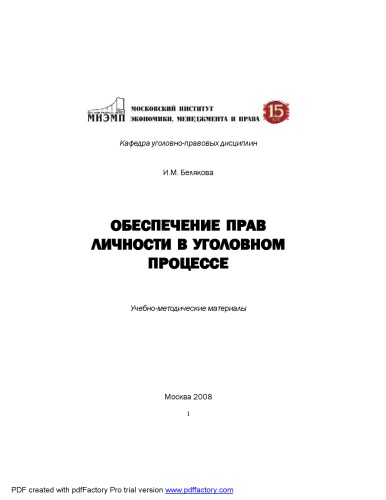 МИЭМП
МОСКОВСКИЙ ИНСТИТУТ
ЭКОНОМИКИ, МЕНЕДЖМЕНТА И ПРАВА
15
ЛЕТ
Кафедра уголовно-правовых дисциплин
И.М. Белякова
ОБЕСПЕЧЕНИЕ ПРАВ
ЛИЧНОСТИ В УГОЛОВНОМ
ПРОЦЕССЕ
Учебно-методические материалы
Москва 2008
1
PDF created with pdfFactory Pro trial version www.pdffactory.com